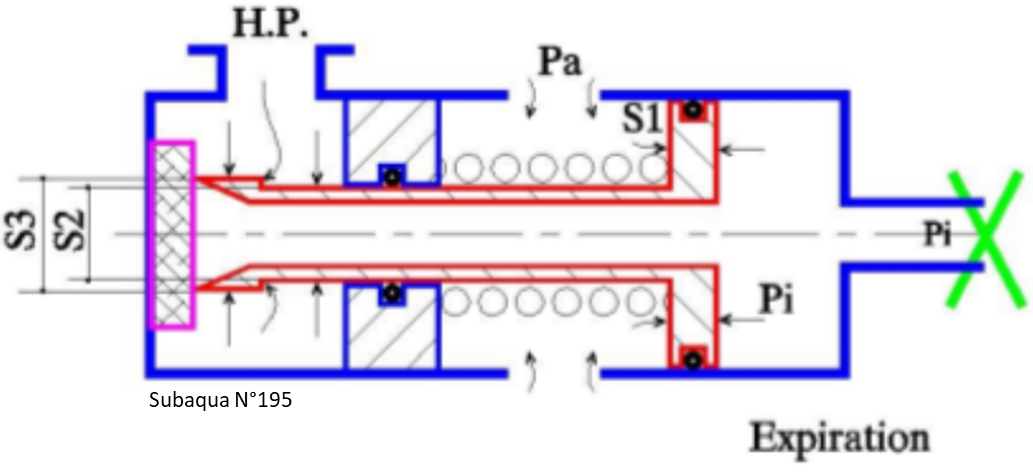 H.P.
Pa
S1
S3
S2
Pi
Pi
Subaqua N°195
Expiration